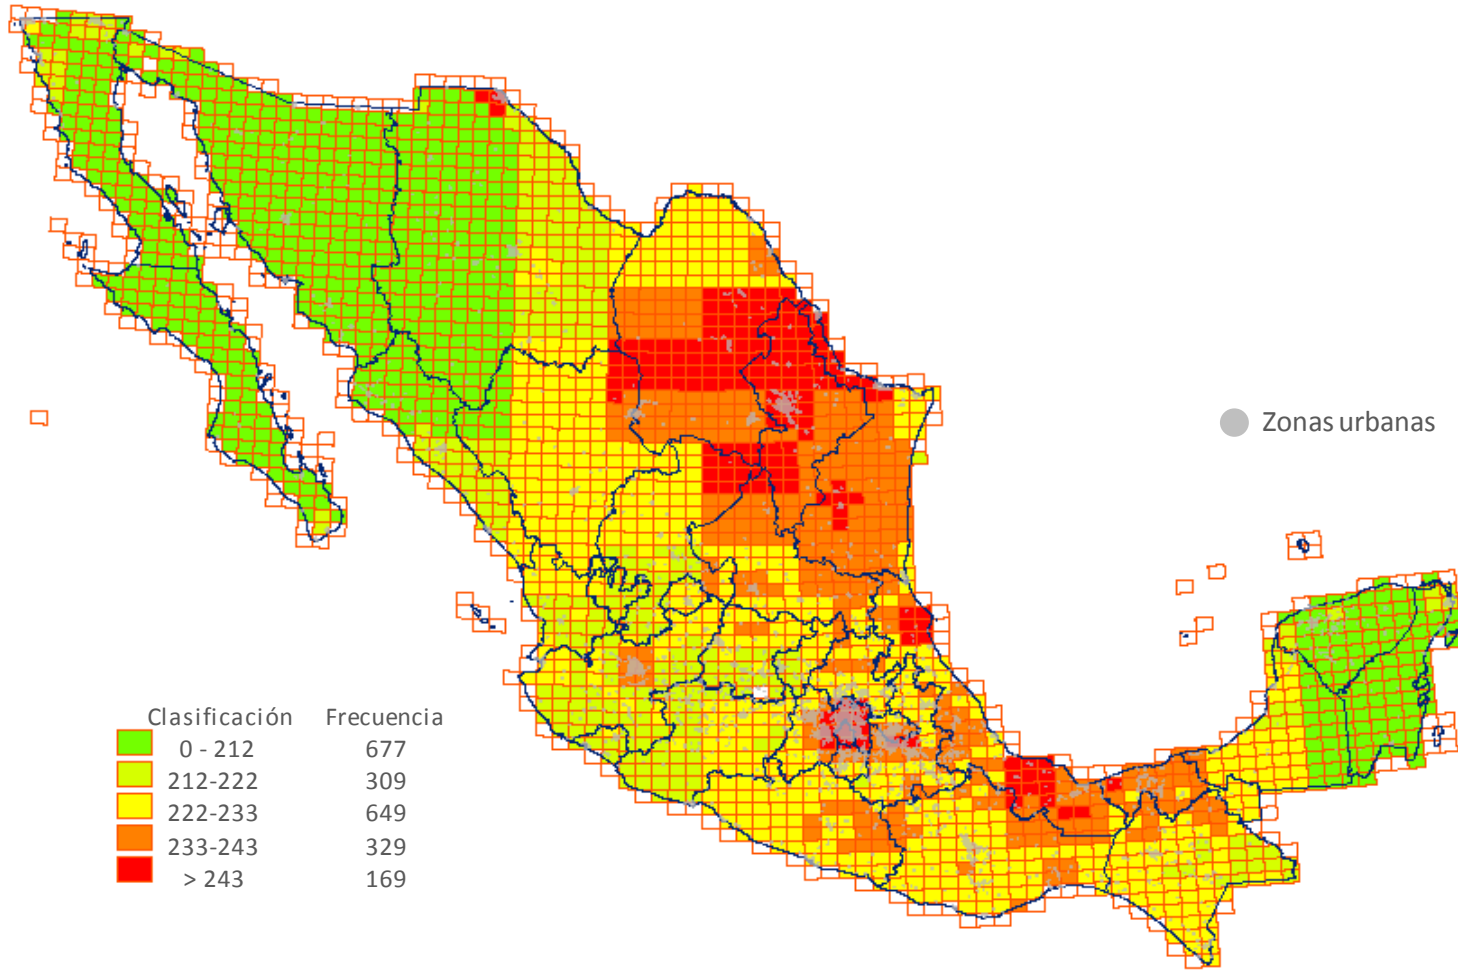 Zonas urbanas
Clasificación Frecuencia
0 - 212 677
212-222 309
222-233 649
233-243 329
> 243 169